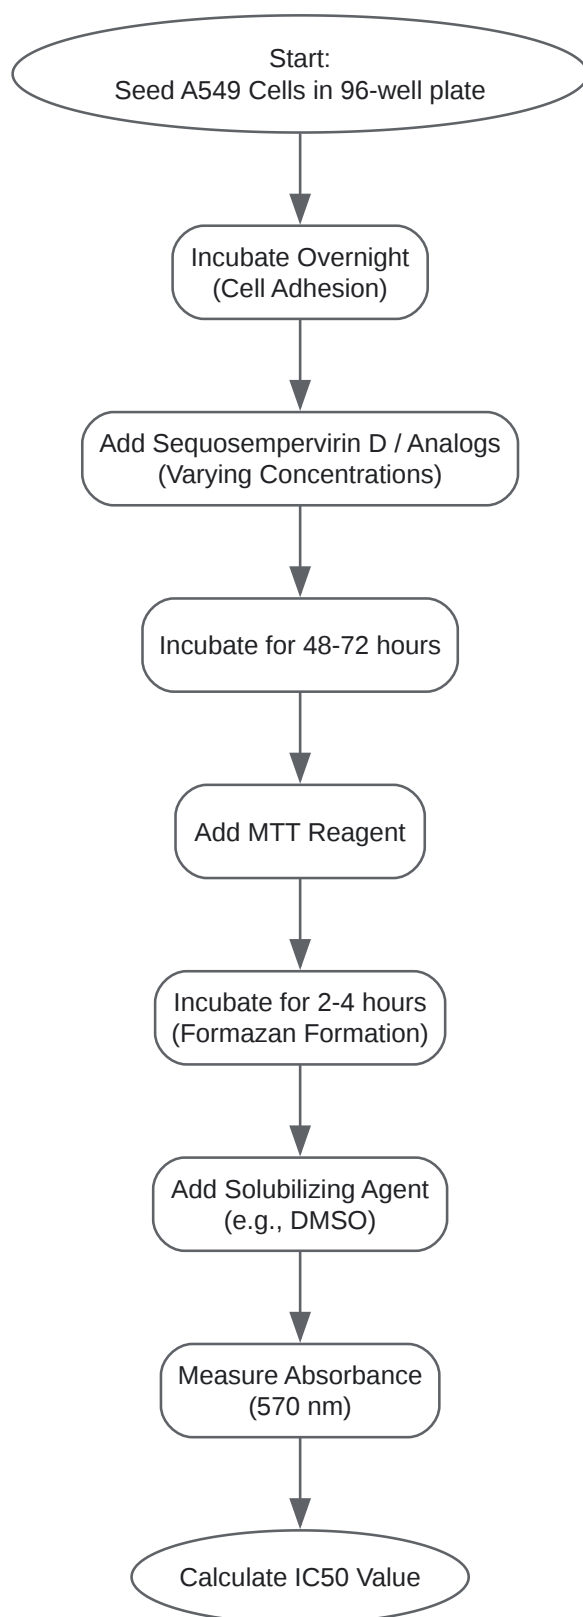 Start:
Seed A549 Cells in 96-well plate
Incubate Overnight
(Cell Adhesion)
Add Sequosempervirin D / Analogs
(Varying Concentrations)
Incubate for 48-72 hours
Add MTT Reagent
Incubate for 2-4 hours
(Formazan Formation)
Add Solubilizing Agent
(e.g., DMSO)
Measure Absorbance
(570 nm)
Calculate IC50 Value